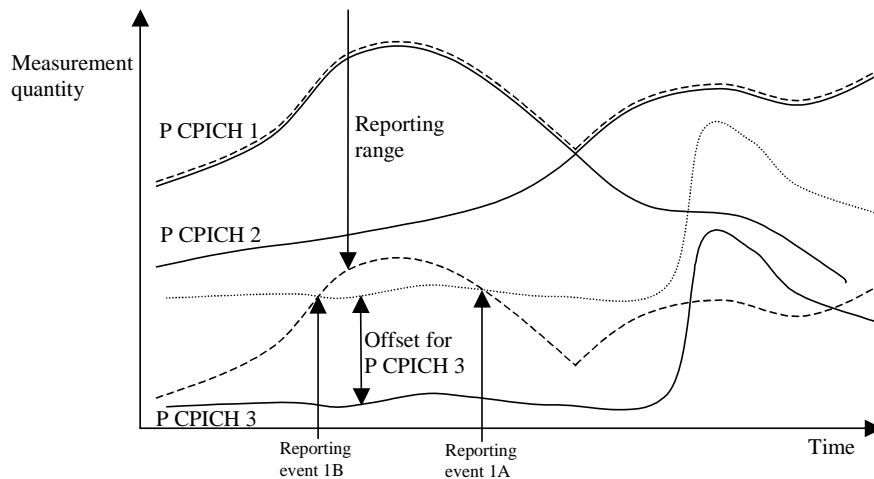 Measurement
quantity
P CPICH 1
Reporting
range
P CPICH 2
Offset for
P CPICH 3
P CPICH 3
Time
Reporting
event 1B
Reporting
event 1A